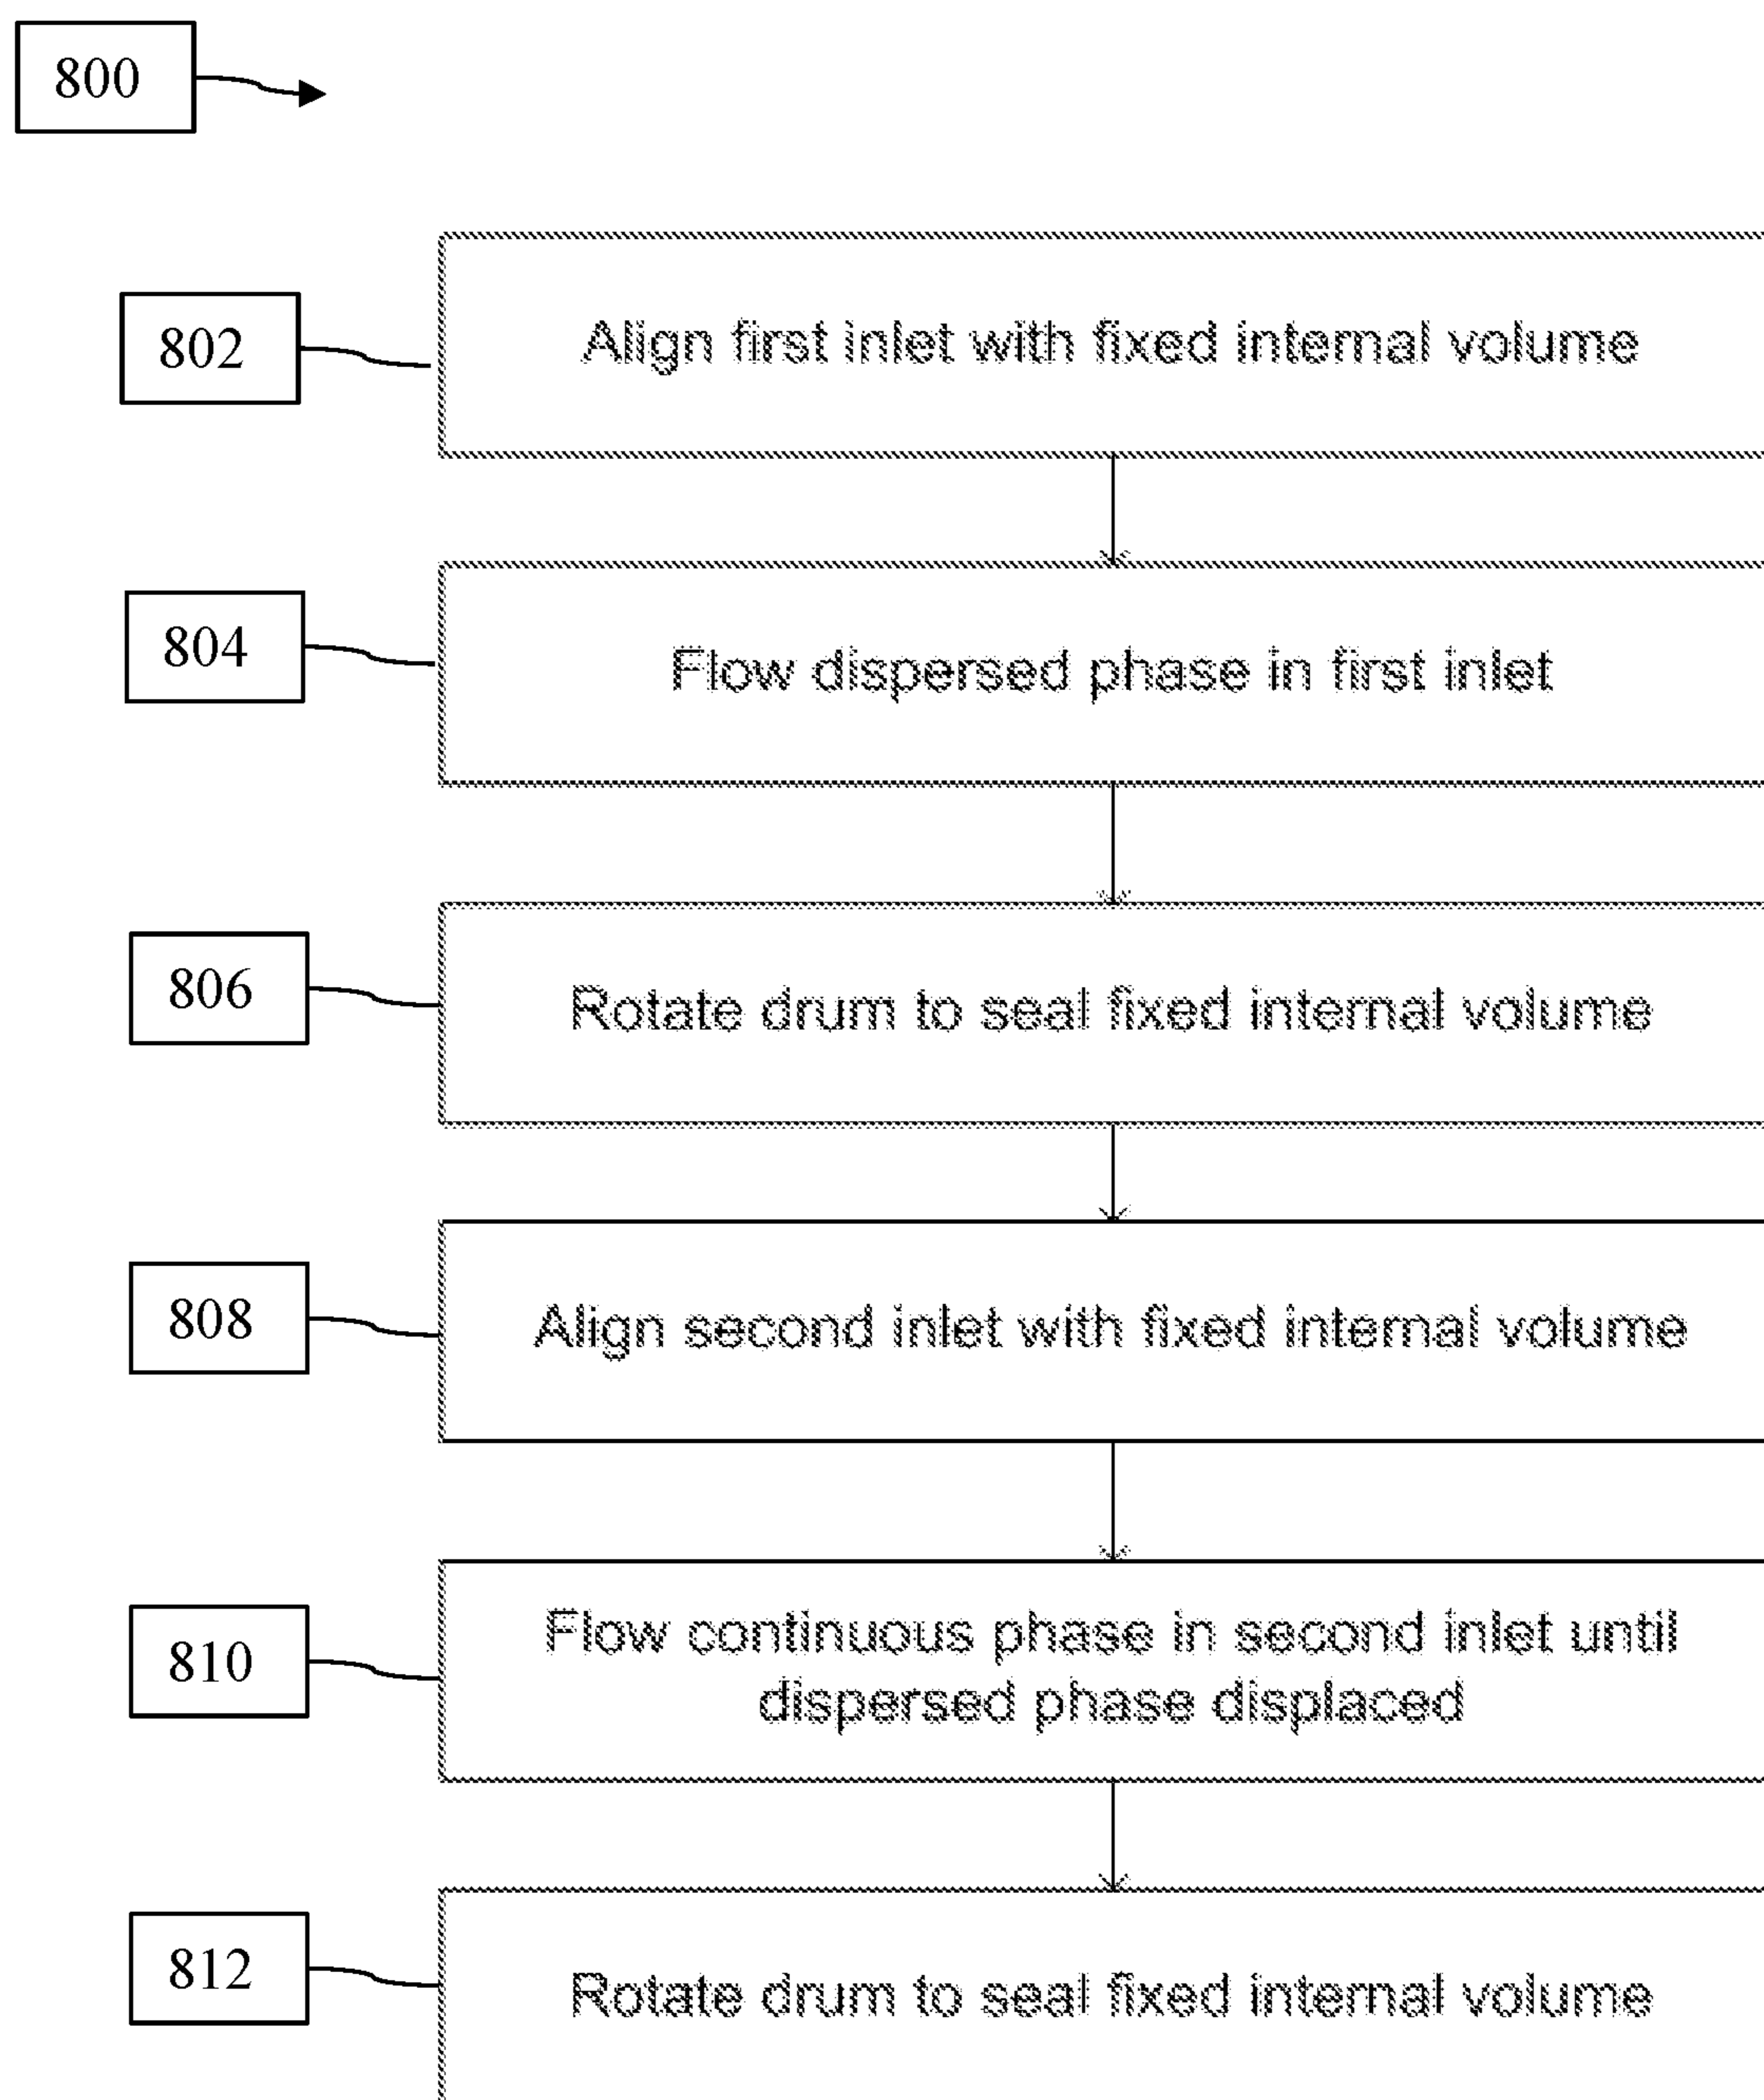 800
802
Align first inlet with fixed internal volume
804
Flow dispersed phase in first inlet
806
Rotate drum to seal fixed internal volume
808
Align second inlet with fixed internal volume
810
Flow continuous phase in second inlet until
dispersed phase displaced
812
Rotate drum to seal fixed internal volume